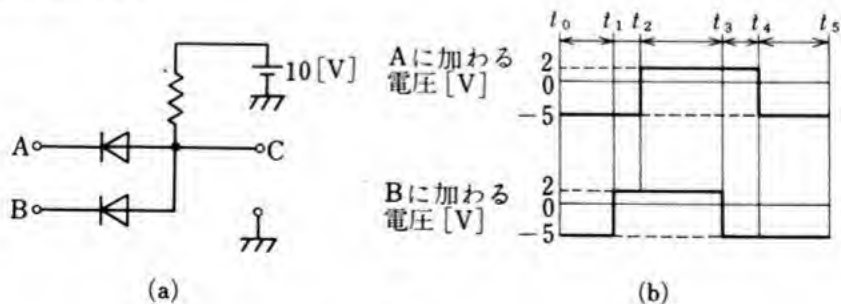 10[V]
A
B
C
(a)
t₀ t₁ t₂ t₃ t₄ t₅
Aに加わる
電圧[V]
2
0
−5
Bに加わる
電圧[V]
2
0
−5
(b)